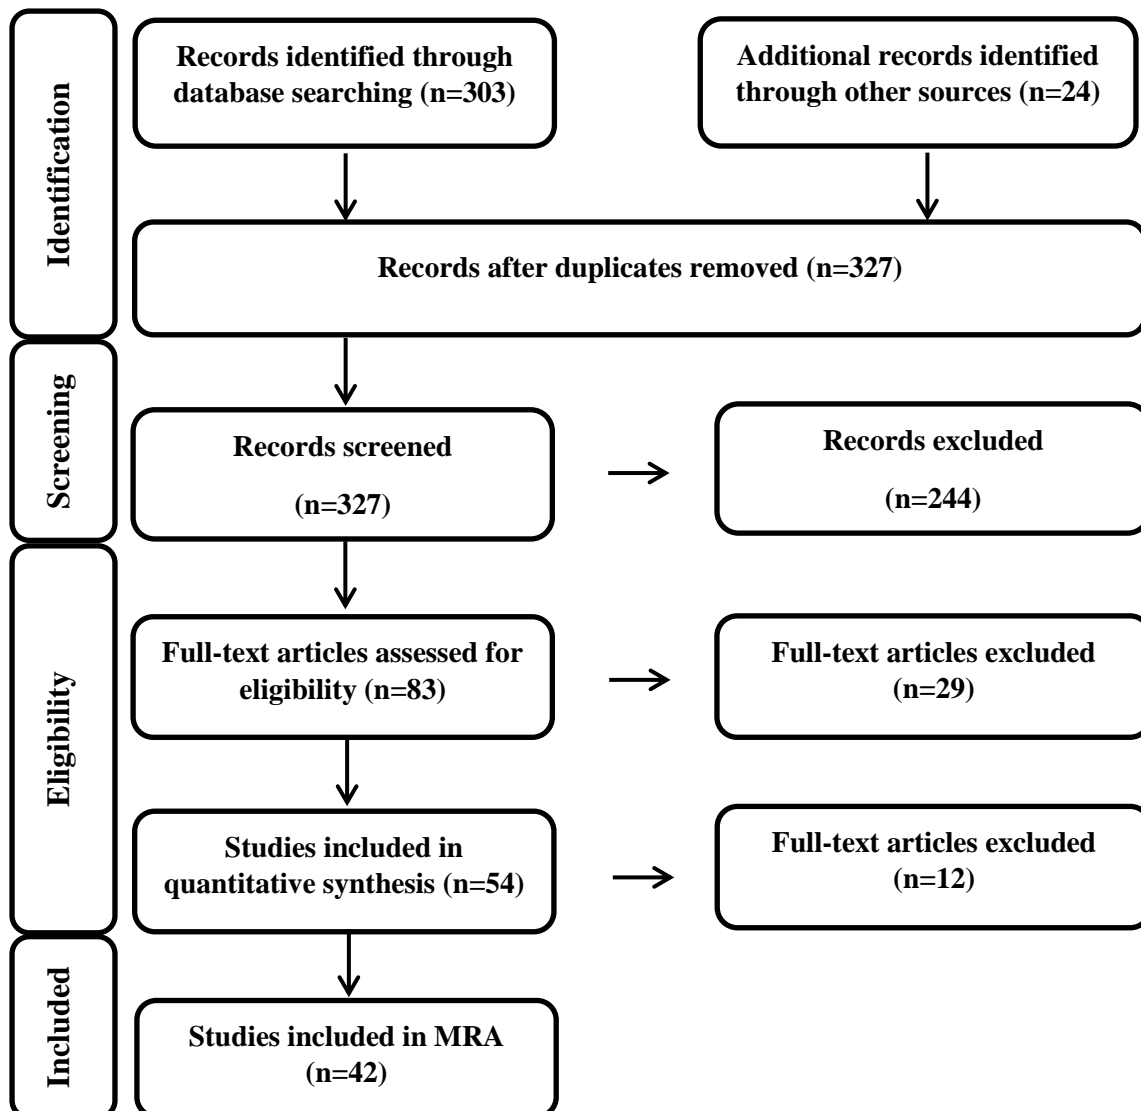 Identification
Records identified through
database searching (n=303)
Additional records identified
through other sources (n=24)
Records after duplicates removed (n=327)
Screening
Records screened
(n=327)
Records excluded
(n=244)
Eligibility
Full-text articles assessed for
eligibility (n=83)
Full-text articles excluded
(n=29)
Studies included in
quantitative synthesis (n=54)
Full-text articles excluded
(n=12)
Included
Studies included in MRA
(n=42)